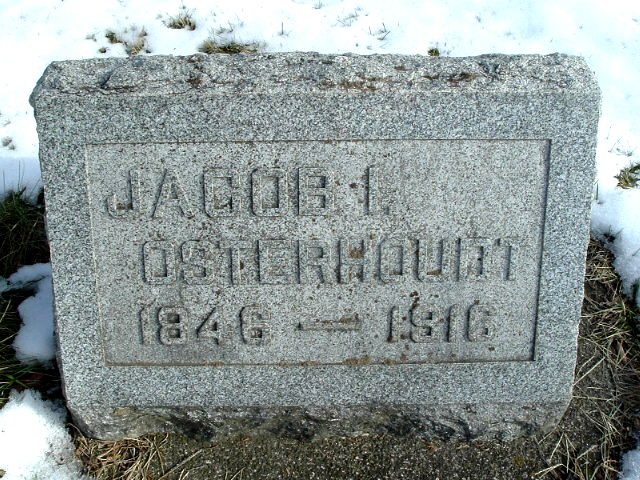 JACOB I.
OSTERHOUDT
1846 — 1916